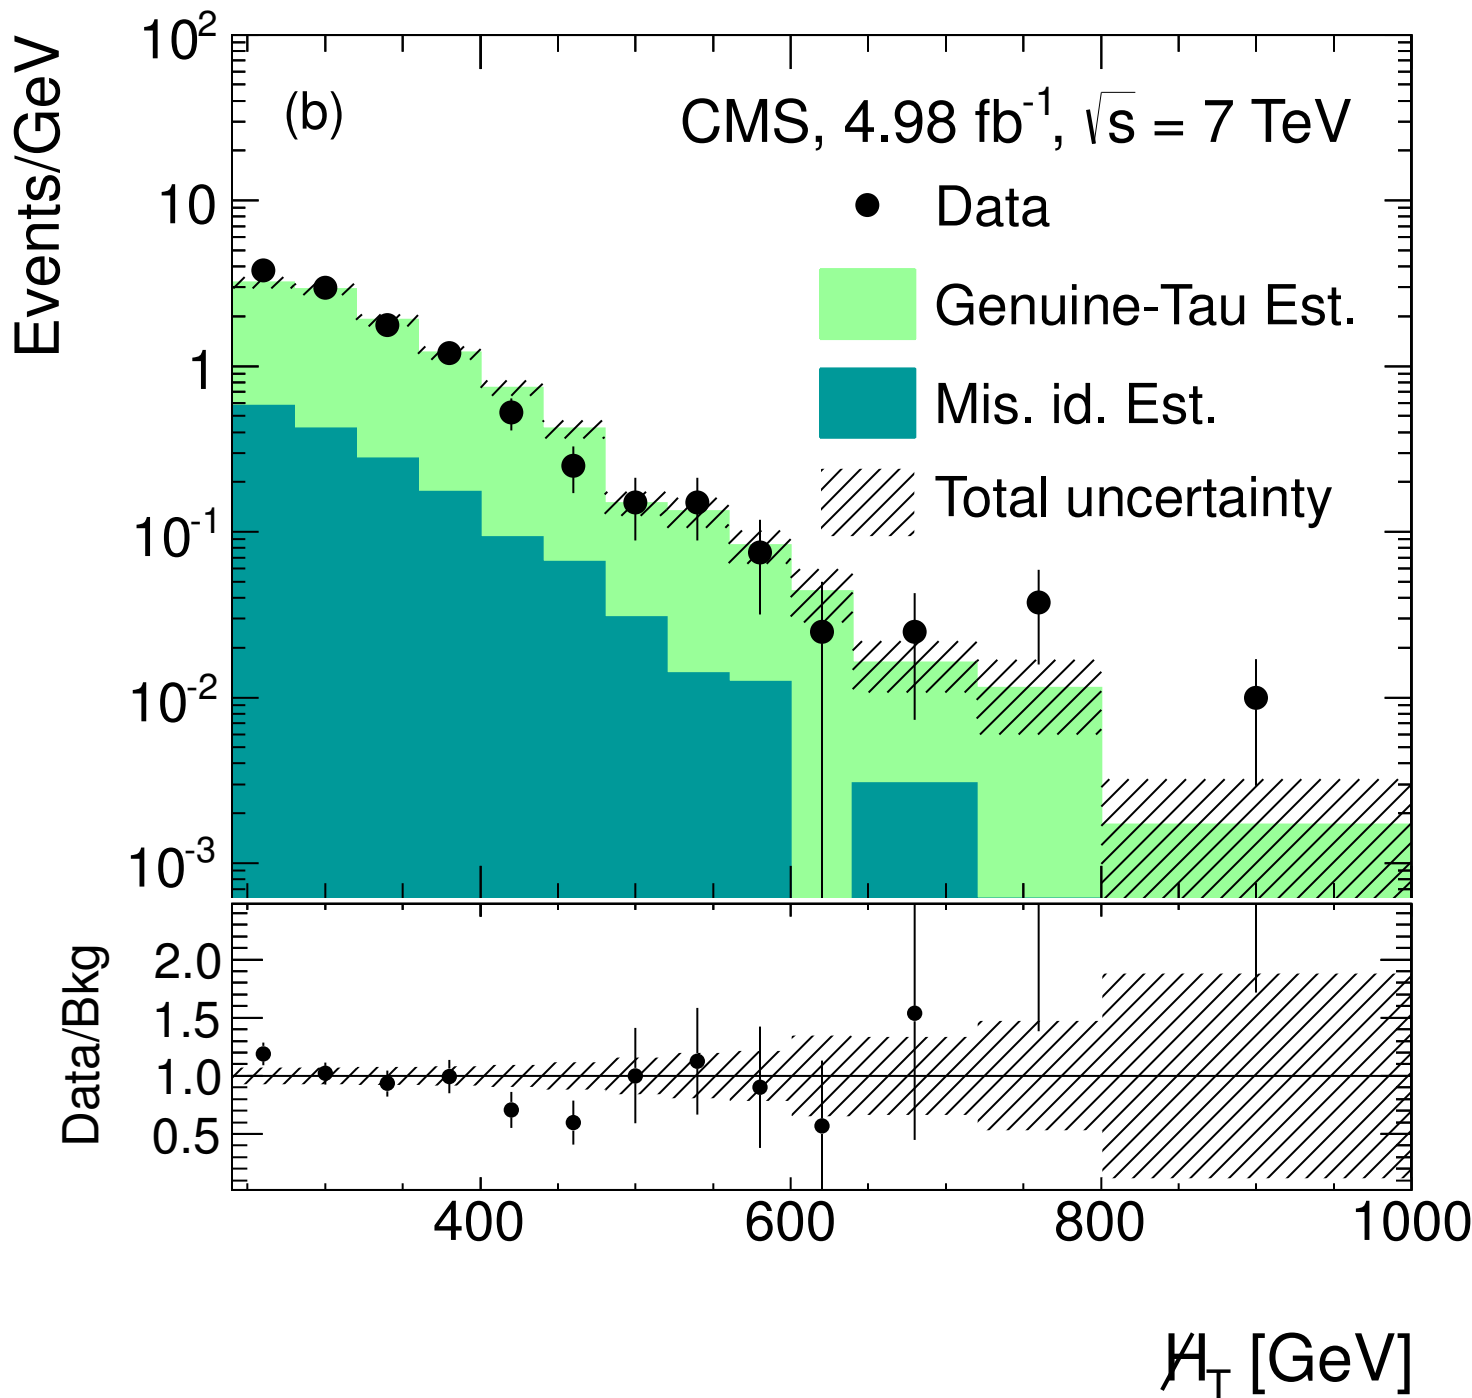 Events/GeV
10²
10
1
10⁻¹
10⁻²
10⁻³
(b)
CMS, 4.98 fb⁻¹, √s = 7 TeV
Data
Genuine-Tau Est.
Mis. id. Est.
Total uncertainty
Data/Bkg
2.0
1.5
1.0
0.5
400 600 800 1000
H̸_T [GeV]